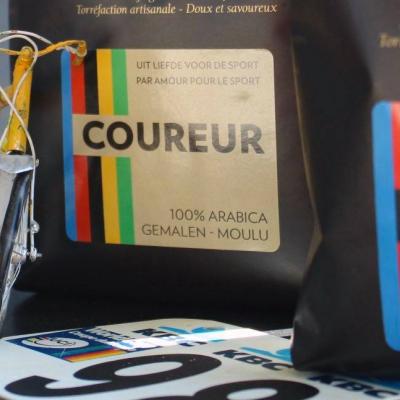 Torréfaction artisanale - Doux et savoureux
UIT LIEFDE VOOR DE SPORT
PAR AMOUR POUR LE SPORT
COUREUR
100% ARABICA
GEMALEN - MOULU
KBC
KBC
KBC
98